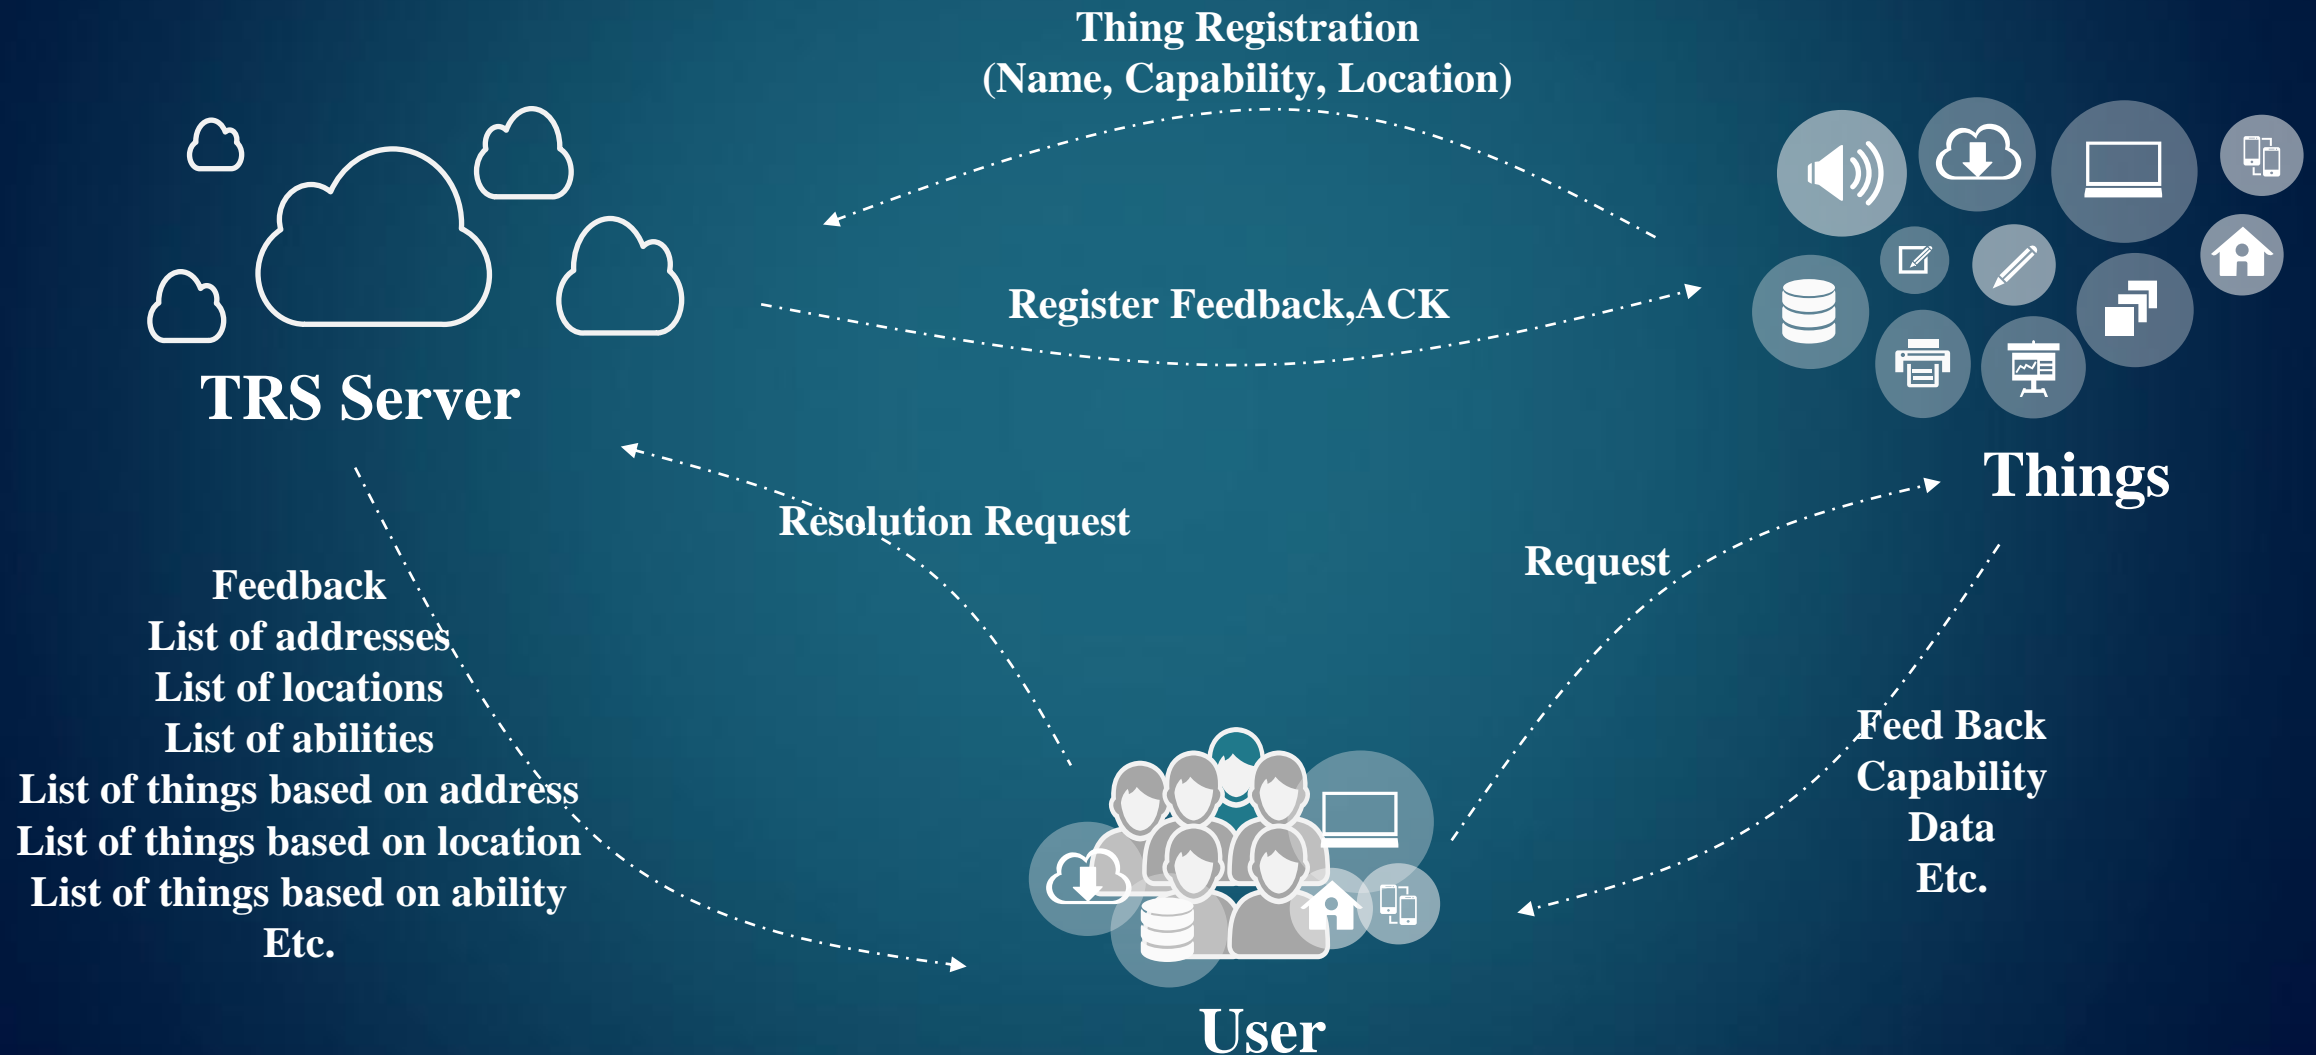 Thing Registration
(Name, Capability, Location)
Register Feedback,ACK
TRS Server
Things
Resolution Request
Request
Feedback
List of addresses
List of locations
List of abilities
List of things based on address
List of things based on location
List of things based on ability
Etc.
Feed Back
Capability
Data
Etc.
User